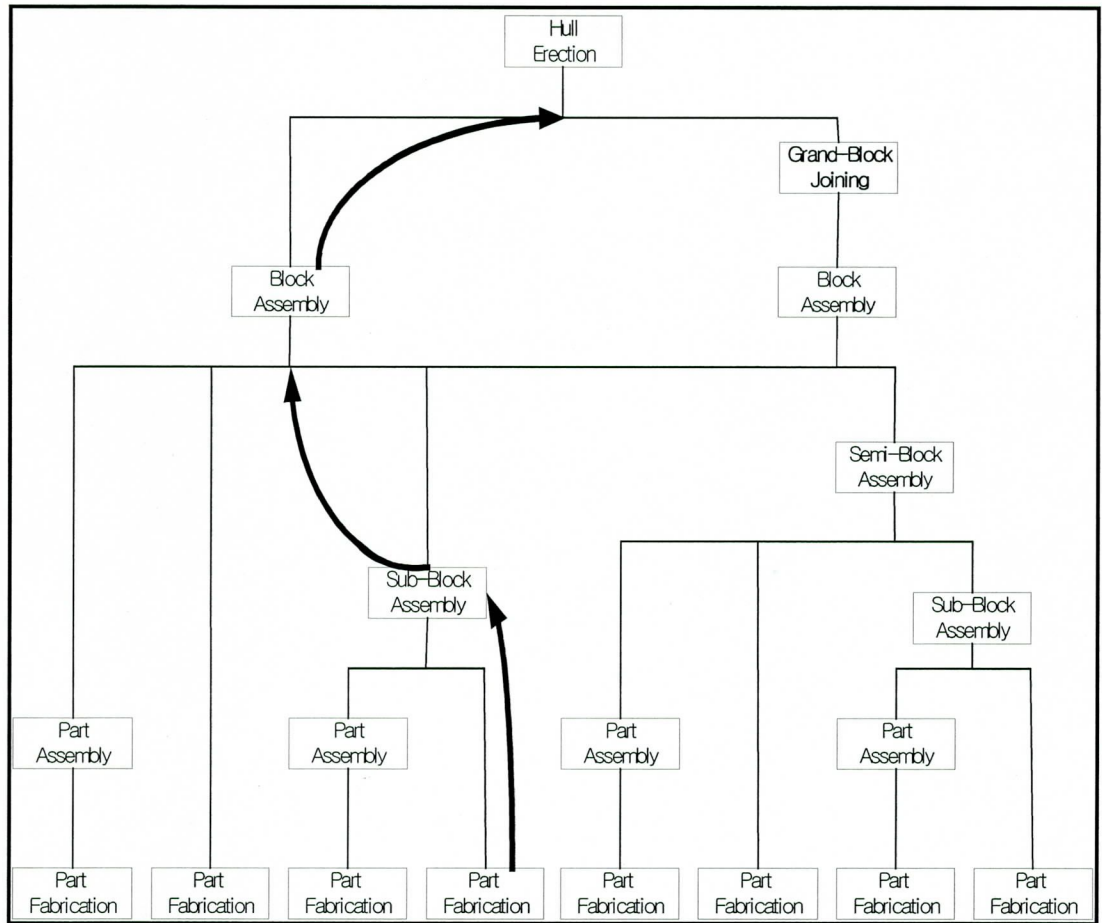 Hull
Erection
Grand-Block
Joining
Block
Assembly
Block
Assembly
Semi-Block
Assembly
Sub-Block
Assembly
Sub-Block
Assembly
Part
Assembly
Part
Assembly
Part
Assembly
Part
Assembly
Part
Fabrication
Part
Fabrication
Part
Fabrication
Part
Fabrication
Part
Fabrication
Part
Fabrication
Part
Fabrication
Part
Fabrication